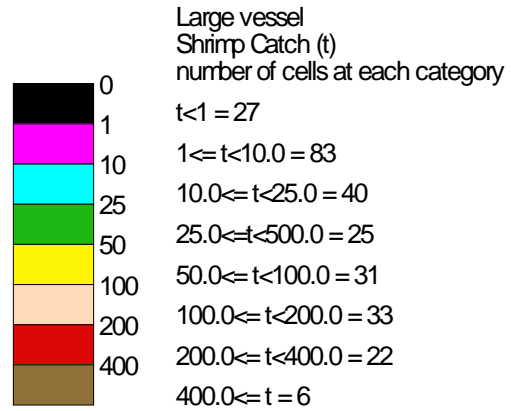 Large vessel
Shrimp Catch (t)
number of cells at each category
0
t<1 = 27
1
1<= t<10.0 = 83
10
10.0<= t<25.0 = 40
25
25.0<=t<500.0 = 25
50
50.0<= t<100.0 = 31
100
100.0<= t<200.0 = 33
200
200.0<= t<400.0 = 22
400
400.0<= t = 6